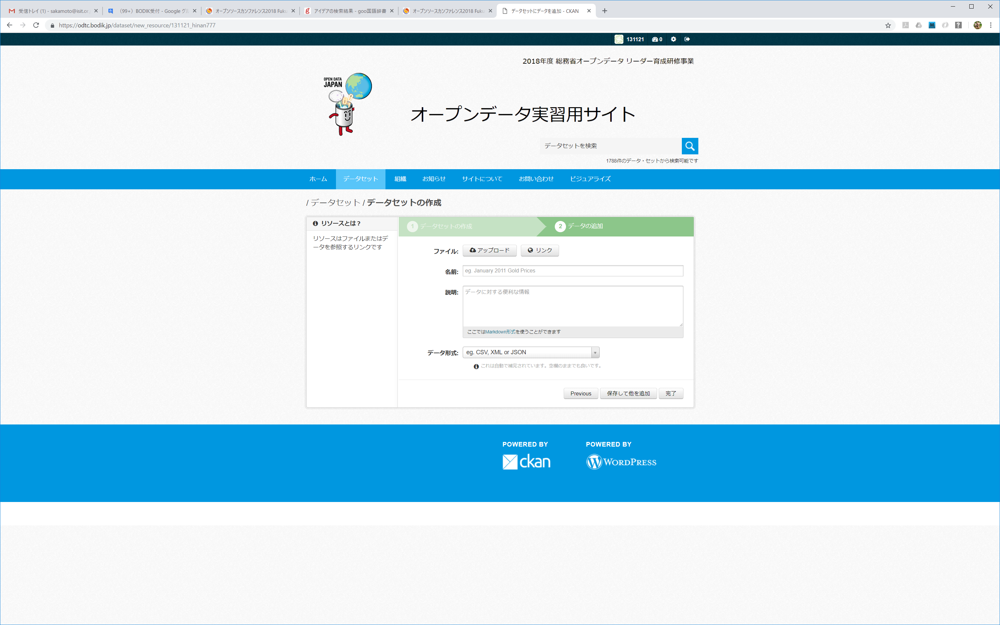 受信トレイ (1) - sakamoto@isit.or.
（99+）BODIK受付 - Google グル
オープンソースカンファレンス2018 Fuku
アイデアの検索結果 - goo国語辞書
オープンソースカンファレンス2018 Fuku
データセットにデータを追加 - CKAN
https://odtc.bodik.jp/dataset/new_resource/131121_hinan777
131121
0
2018年度 総務省オープンデータ リーダー育成研修事業
OPEN DATA
JAPAN
オープンデータ実習用サイト
データセットを検索
1788件のデータ・セットから検索可能です
ホーム
データセット
組織
お知らせ
サイトについて
お問い合わせ
ビジュアライズ
/ データセット / データセットの作成
リソースとは？
リソースはファイルまたはデ
ータを参照するリンクです
1 データセットの作成
2 データの追加
ファイル: アップロード リンク
名前: eg. January 2011 Gold Prices
説明: データに対する便利な情報
ここではMarkdown形式を使うことができます
データ形式: eg. CSV, XML or JSON
これは自動で補完されています。空欄のままでも良いです。
Previous 保存して他を追加 完了
POWERED BY
ckan
POWERED BY
WORDPRESS